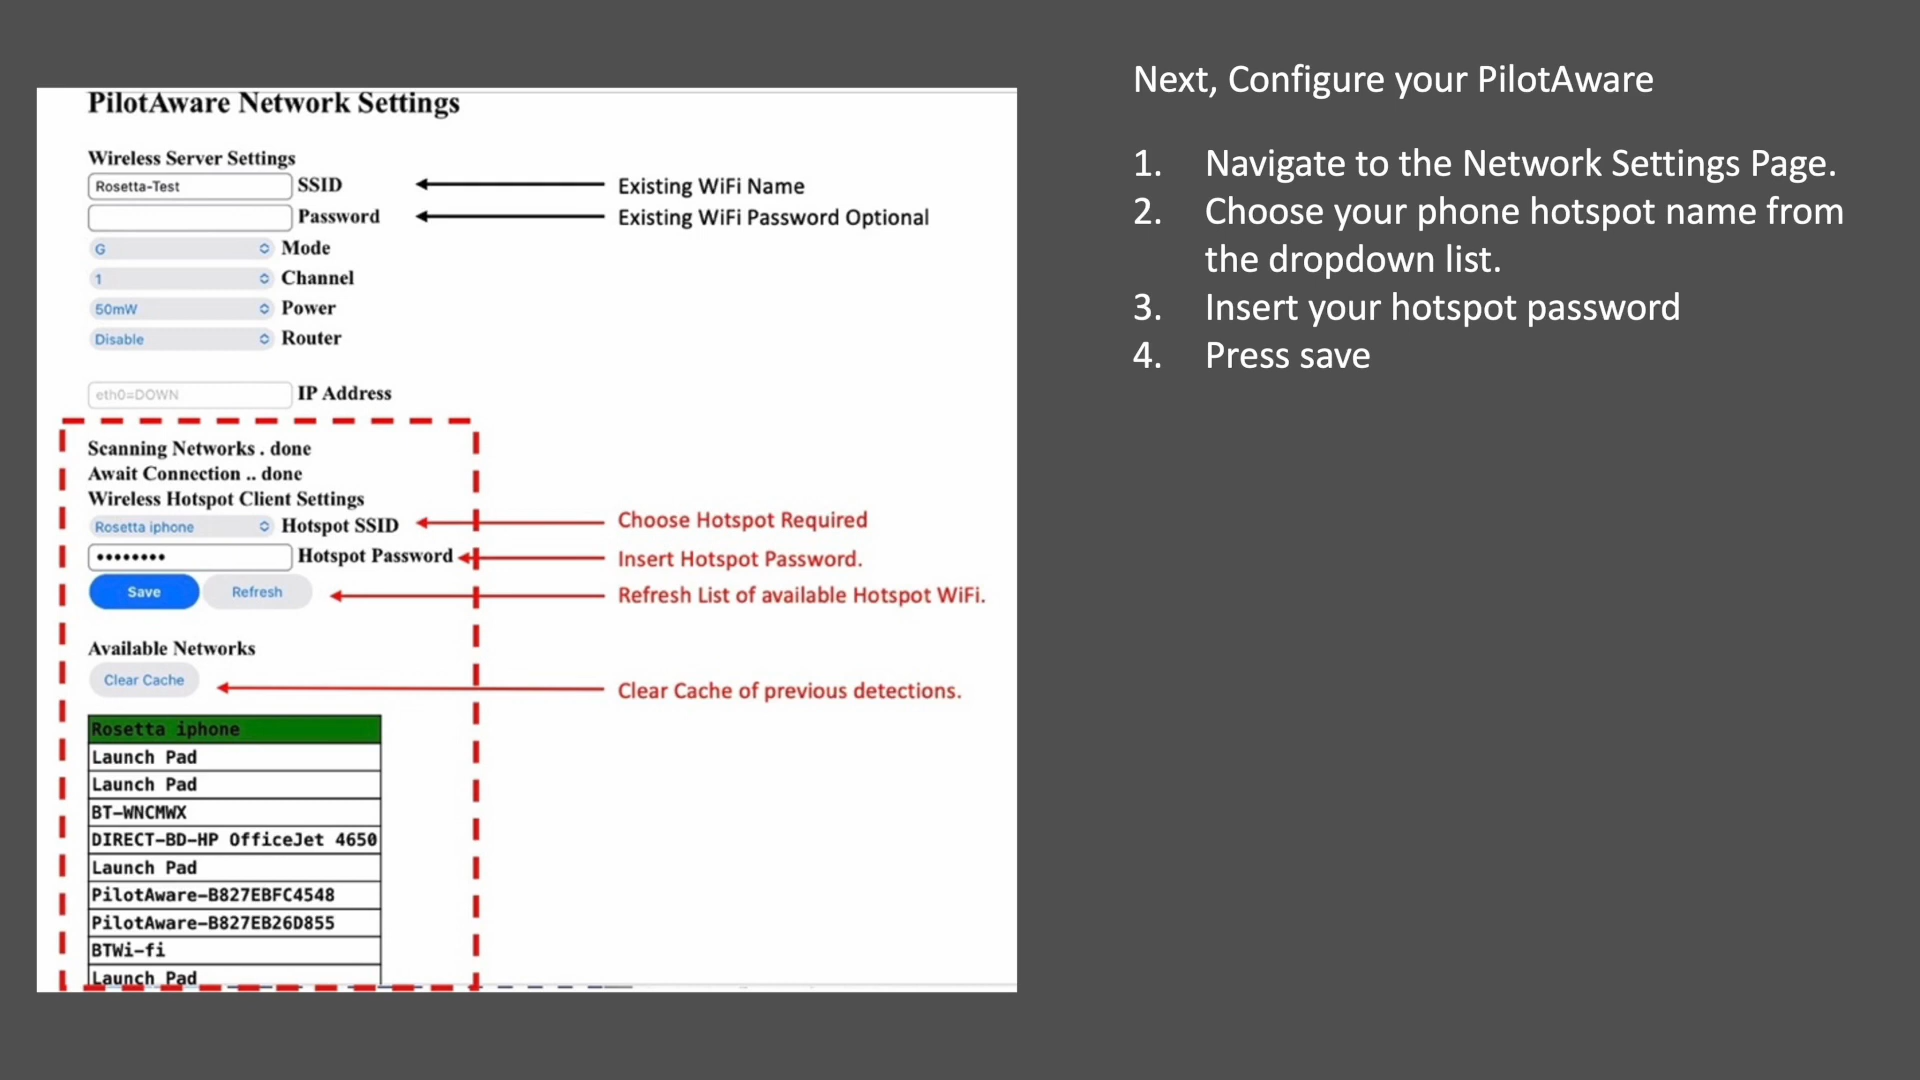 PilotAware Network Settings
Wireless Server Settings
Rosetta-Test SSID
Existing WiFi Name
Password
Existing WiFi Password Optional
G Mode
1 Channel
50mW Power
Disable Router
eth0=DOWN IP Address
Scanning Networks . done
Await Connection .. done
Wireless Hotspot Client Settings
Rosetta iphone Hotspot SSID
Choose Hotspot Required
•••••••• Hotspot Password
Insert Hotspot Password.
Save Refresh
Refresh List of available Hotspot WiFi.
Available Networks
Clear Cache
Clear Cache of previous detections.
Rosetta iphone
Launch Pad
Launch Pad
BT-WNCMWX
DIRECT-BD-HP OfficeJet 4650
Launch Pad
PilotAware-B827EBFC4548
PilotAware-B827EB26D855
BTWi-fi
Launch Pad
Next, Configure your PilotAware
1. Navigate to the Network Settings Page.
2. Choose your phone hotspot name from
the dropdown list.
3. Insert your hotspot password
4. Press save